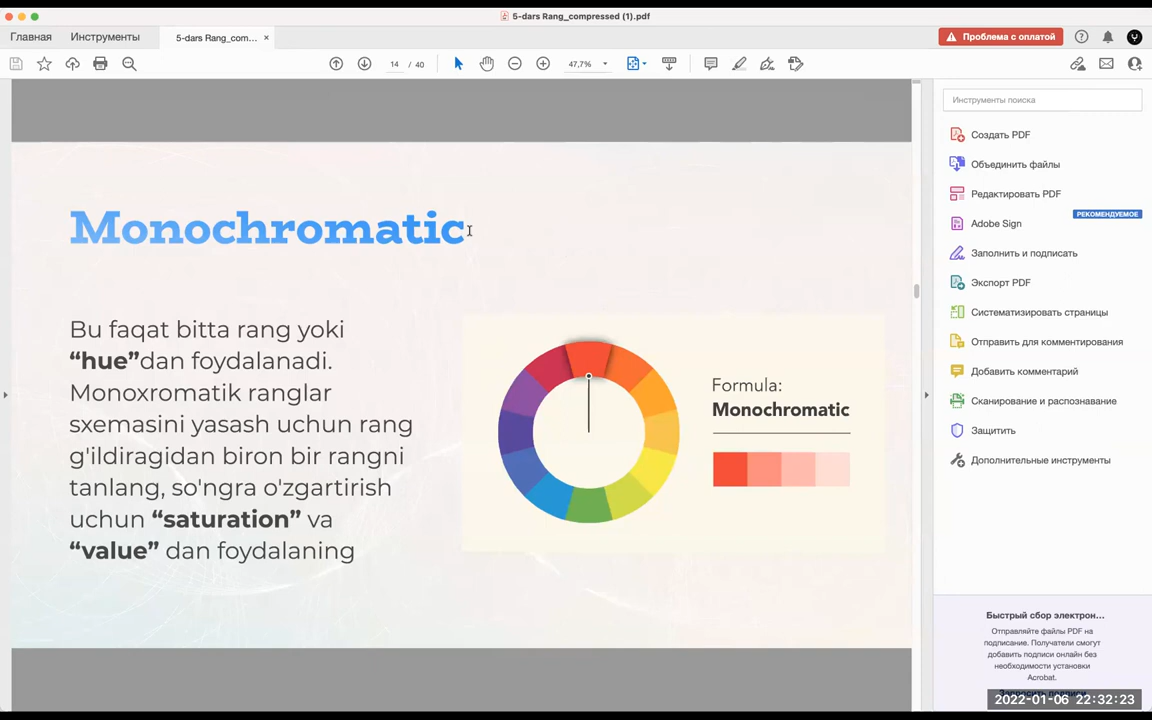 5-dars Rang_compressed (1).pdf
Главная Инструменты 5-dars Rang_com... × Проблема с оплатой
14 / 40 47,7%
Инструменты поиска
Создать PDF
Объединить файлы
Редактировать PDF
РЕКОМЕНДУЕМОЕ
Adobe Sign
Заполнить и подписать
Экспорт PDF
Систематизировать страницы
Отправить для комментирования
Добавить комментарий
Сканирование и распознавание
Защитить
Дополнительные инструменты
Monochromatic
Bu faqat bitta rang yoki
“hue”dan foydalanadi.
Monoxromatik ranglar
sxemasini yasash uchun rang
g'ildiragidan biron bir rangni
tanlang, so'ngra o'zgartirish
uchun “saturation” va
“value” dan foydalaning
Formula:
Monochromatic
Быстрый сбор электрон...
Отправляйте файлы PDF на
подписание. Получатели смогут
добавить подписи онлайн без
необходимости установки
Acrobat.
2022-01-06 22:32:23